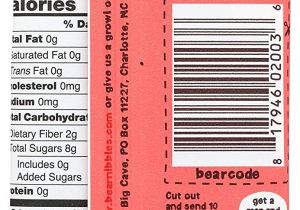 alories
% Da
tal Fat 0g
Saturated Fat 0g
Trans Fat 0g
olesterol 0mg
dium 0mg
tal Carbohydrat
Dietary Fiber 2g
Total Sugars 8g
Includes 0g
Added Sugars
otein 0g
www.bearnibbles.com or give us a growl o
Big Cave, PO Box 11227, Charlotte, NC
8 17946 02003 6
bearcode
Cut out
and send 10
get a